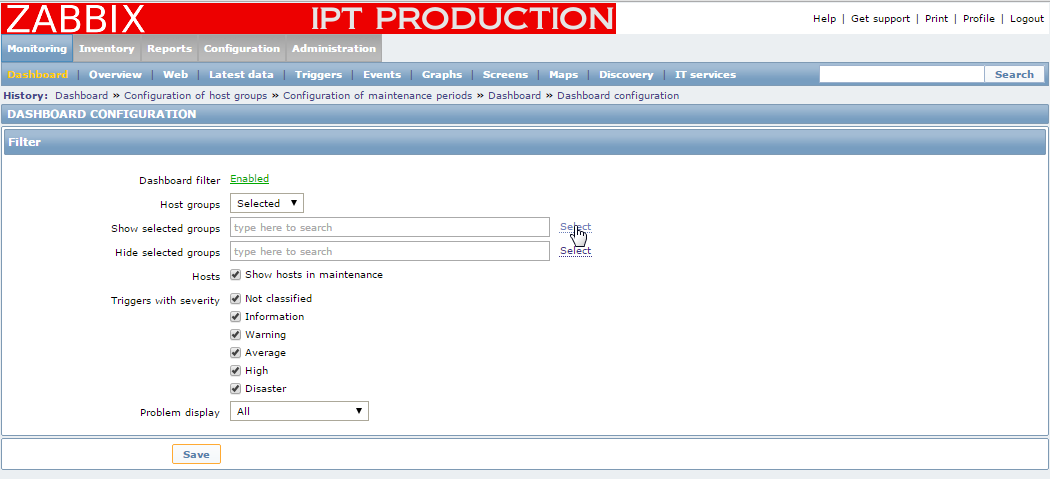 ZABBIX IPT PRODUCTION
Help | Get support | Print | Profile | Logout
Monitoring Inventory Reports Configuration Administration
Dashboard | Overview | Web | Latest data | Triggers | Events | Graphs | Screens | Maps | Discovery | IT services Search
History: Dashboard » Configuration of host groups » Configuration of maintenance periods » Dashboard » Dashboard configuration
DASHBOARD CONFIGURATION
Filter
Dashboard filter Enabled
Host groups Selected
Show selected groups type here to search Select
Hide selected groups type here to search Select
Hosts Show hosts in maintenance
Triggers with severity Not classified
Information
Warning
Average
High
Disaster
Problem display All
Save